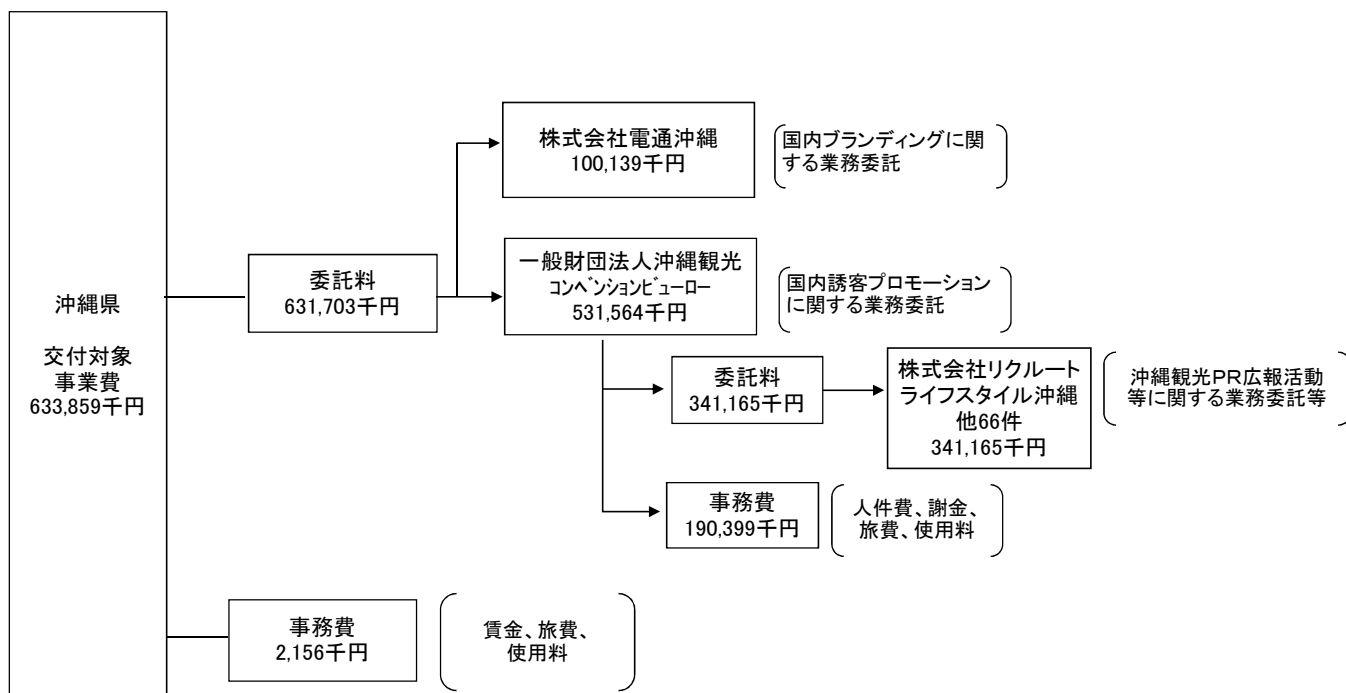 沖縄県
交付対象
事業費
633,859千円
委託料
631,703千円
株式会社電通沖縄
100,139千円
国内ブランディングに関
する業務委託
一般財団法人沖縄観光
コンベンションビューロー
531,564千円
国内誘客プロモーション
に関する業務委託
委託料
341,165千円
株式会社リクルート
ライフスタイル沖縄
他66件
341,165千円
沖縄観光PR広報活動
等に関する業務委託等
事務費
190,399千円
人件費、謝金、
旅費、使用料
事務費
2,156千円
賃金、旅費、
使用料